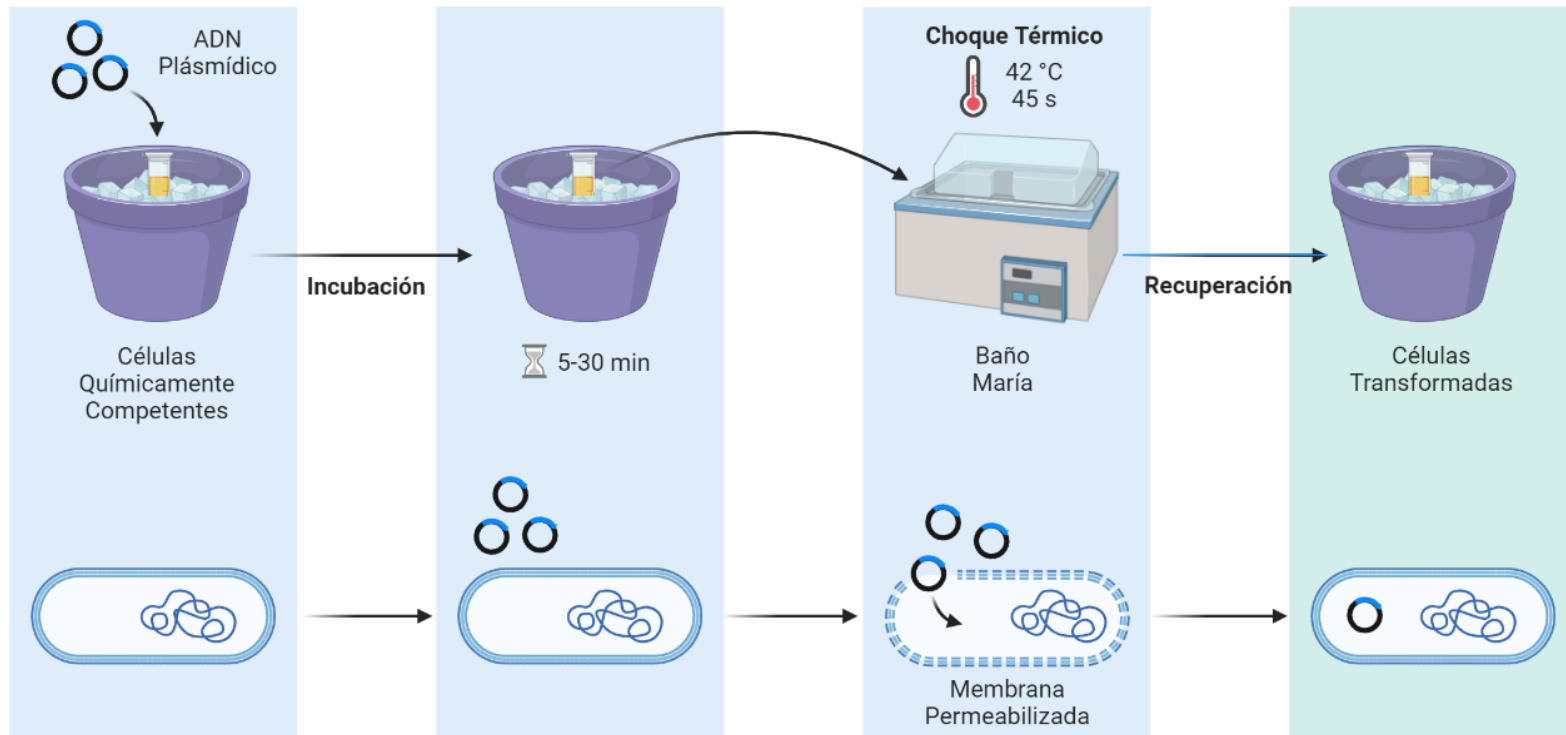 ADN
Plásmídico
Células
Químicamente
Competentes
Incubación
5-30 min
Choque Térmico
42 °C
45 s
Baño
María
Recuperación
Células
Transformadas
Membrana
Permeabilizada